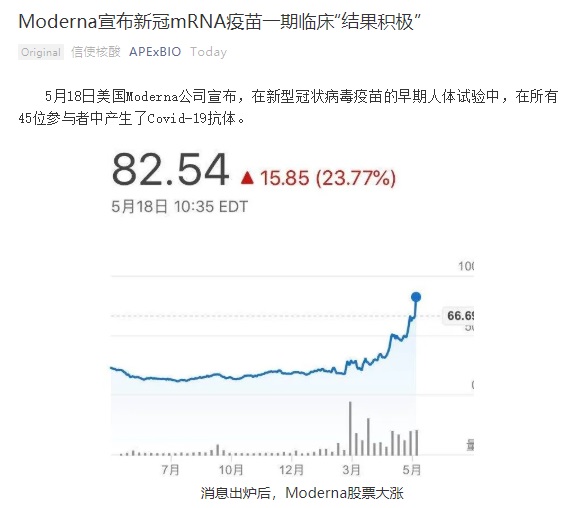 Moderna宣布新冠mRNA疫苗一期临床“结果积极”
Original 信使核酸 APExBIO Today
5月18日美国Moderna公司宣布，在新型冠状病毒疫苗的早期人体试验中，在所有
45位参与者中产生了Covid-19抗体。
82.54 ▲ 15.85 (23.77%)
5月18日 10:35 EDT
100
66.69
50
0
7月 10月 12月 3月 5月
消息出炉后，Moderna股票大涨